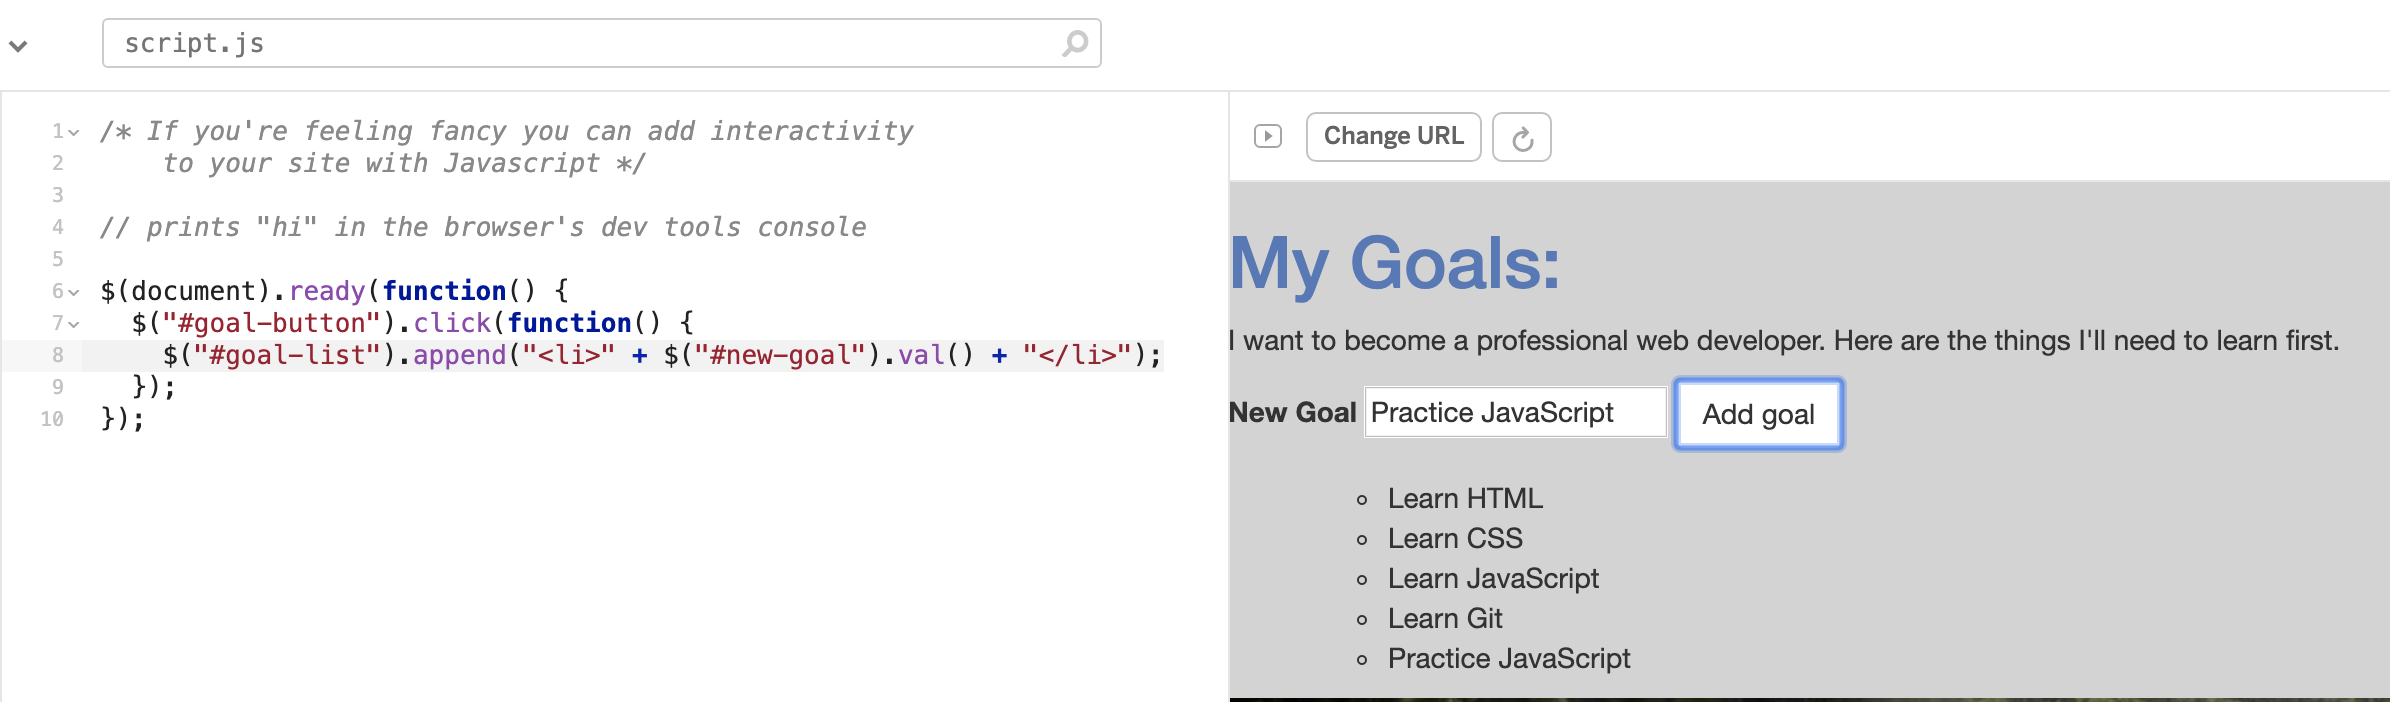 script.js
1 /* If you're feeling fancy you can add interactivity
2 to your site with Javascript */
3
4 // prints "hi" in the browser's dev tools console
5
6 $(document).ready(function() {
7 $("#goal-button").click(function() {
8 $("#goal-list").append("<li>" + $("#new-goal").val() + "</li>");
9 });
10 });
Change URL
My Goals:
I want to become a professional web developer. Here are the things I'll need to learn first.
New Goal Practice JavaScript Add goal
Learn HTML
Learn CSS
Learn JavaScript
Learn Git
Practice JavaScript